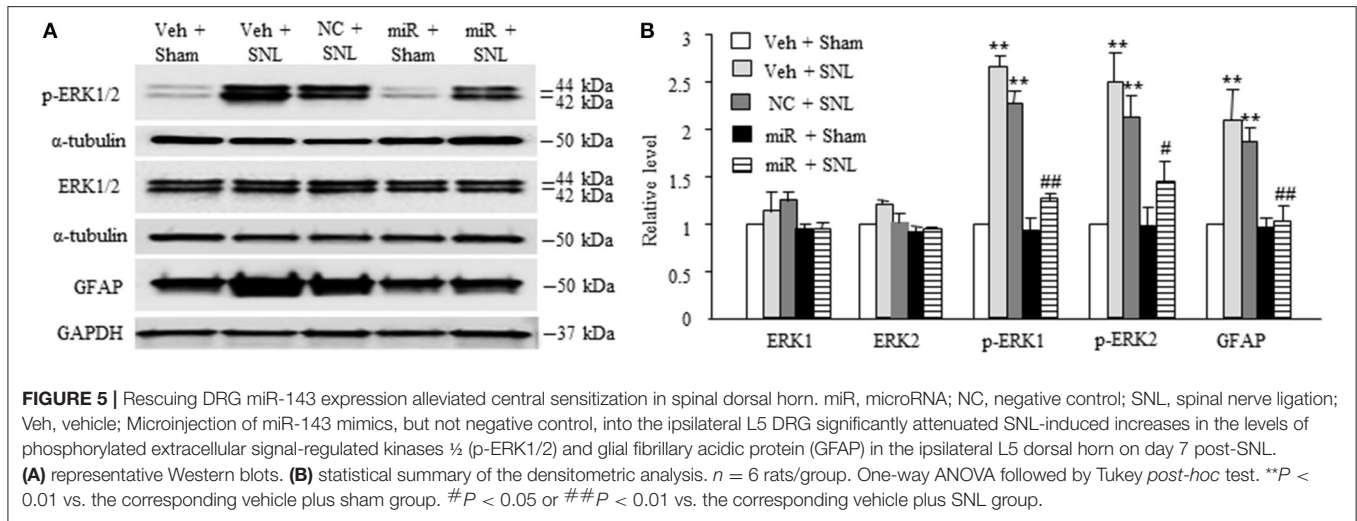 A
Veh + Sham
Veh + SNL
NC + SNL
miR + Sham
miR + SNL
p-ERK1/2
44 kDa
42 kDa
α-tubulin
50 kDa
ERK1/2
44 kDa
42 kDa
α-tubulin
50 kDa
GFAP
50 kDa
GAPDH
37 kDa
B
Relative level
3
2.5
2
1.5
1
0.5
0
Veh + Sham
Veh + SNL
NC + SNL
miR + Sham
miR + SNL
**
**
##
**
**
#
**
**
##
ERK1
ERK2
p-ERK1
p-ERK2
GFAP
FIGURE 5 | Rescuing DRG miR-143 expression alleviated central sensitization in spinal dorsal horn. miR, microRNA; NC, negative control; SNL, spinal nerve ligation;
Veh, vehicle; Microinjection of miR-143 mimics, but not negative control, into the ipsilateral L5 DRG significantly attenuated SNL-induced increases in the levels of
phosphorylated extracellular signal-regulated kinases ½ (p-ERK1/2) and glial fibrillary acidic protein (GFAP) in the ipsilateral L5 dorsal horn on day 7 post-SNL.
(A) representative Western blots. (B) statistical summary of the densitometric analysis. n = 6 rats/group. One-way ANOVA followed by Tukey post-hoc test. **P <
0.01 vs. the corresponding vehicle plus sham group. #P < 0.05 or ##P < 0.01 vs. the corresponding vehicle plus SNL group.